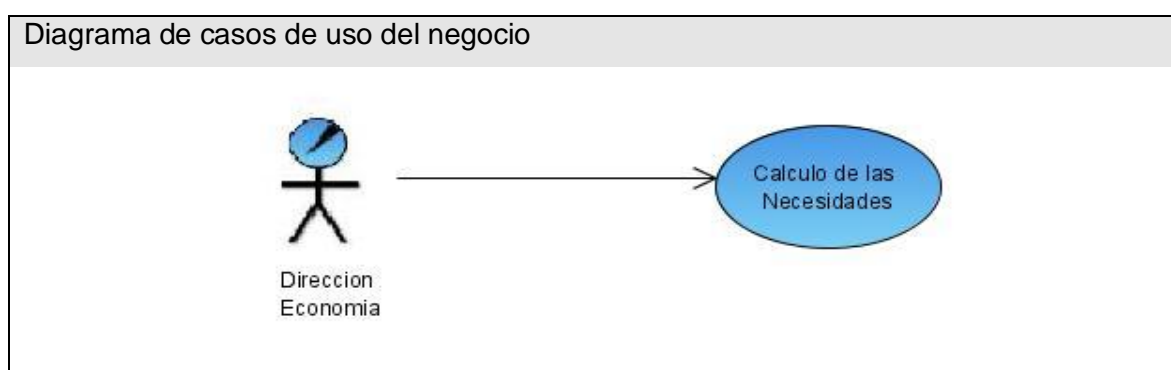 Diagrama de casos de uso del negocio
Calculo de las
Necesidades
Direccion
Economia